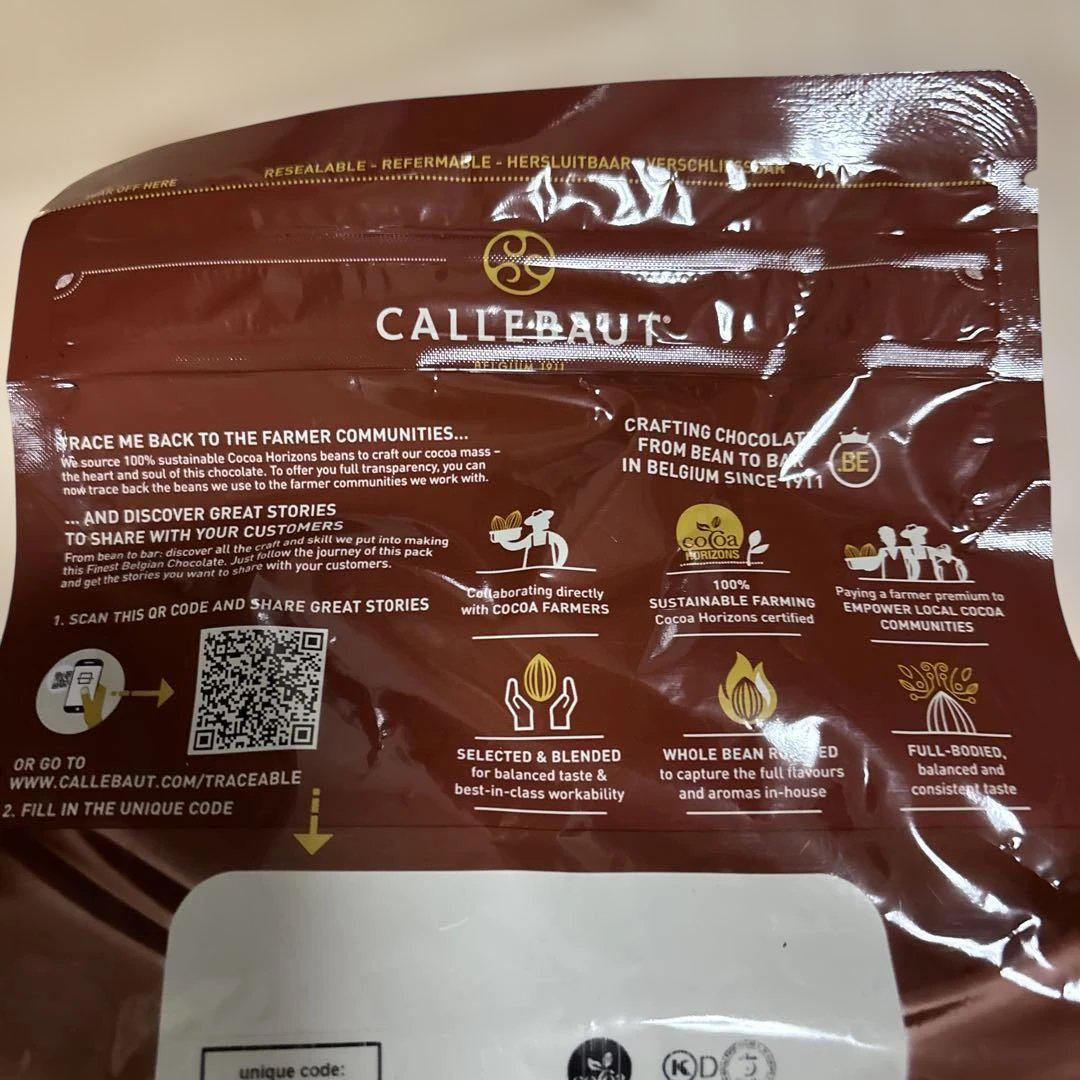 RESEALABLE - REFERMABLE - HERSLUITBAAR - VERSCHLIESSBAR
OFF HERE
CALLEBAUT®
BELGIUM 1911
TRACE ME BACK TO THE FARMER COMMUNITIES...
We source 100% sustainable Cocoa Horizons beans to craft our cocoa mass –
the heart and soul of this chocolate. To offer you full transparency, you can
now trace back the beans we use to the farmer communities we work with.
... AND DISCOVER GREAT STORIES
TO SHARE WITH YOUR CUSTOMERS
From bean to bar: discover all the craft and skill we put into making
this Finest Belgian Chocolate. Just follow the journey of this pack
and get the stories you want to share with your customers.
1. SCAN THIS QR CODE AND SHARE GREAT STORIES
OR GO TO
WWW.CALLEBAUT.COM/TRACEABLE
2. FILL IN THE UNIQUE CODE
CRAFTING CHOCOLATE
FROM BEAN TO BAR
IN BELGIUM SINCE 1911
.BE
Collaborating directly
with COCOA FARMERS
cocoa
HORIZONS
100%
SUSTAINABLE FARMING
Cocoa Horizons certified
Paying a farmer premium to
EMPOWER LOCAL COCOA
COMMUNITIES
SELECTED & BLENDED
for balanced taste &
best-in-class workability
WHOLE BEAN ROASTED
to capture the full flavours
and aromas in-house
FULL-BODIED,
balanced and
consistent taste
unique code:
cocoa
K D